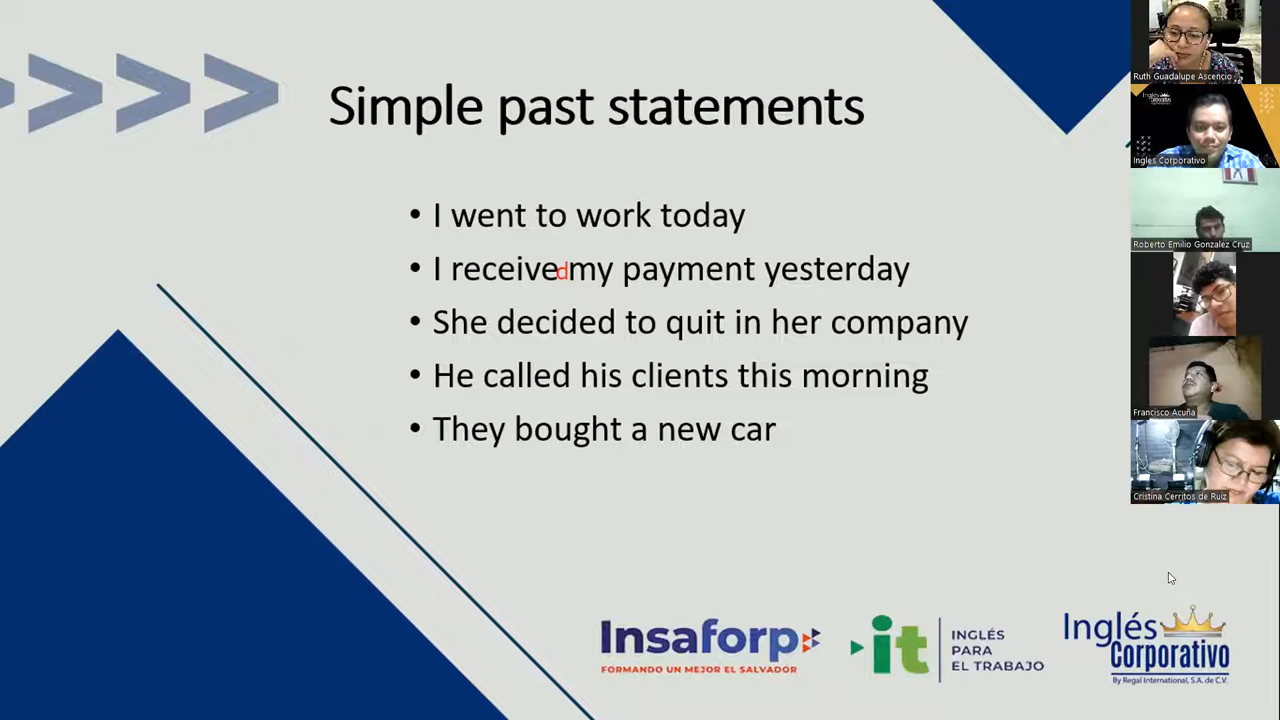 Simple past statements
• I went to work today
• I received my payment yesterday
• She decided to quit in her company
• He called his clients this morning
• They bought a new car
Insaforp
FORMANDO UN MEJOR EL SALVADOR
it
INGLÉS
PARA
EL TRABAJO
Inglés
Corporativo
By Regal International, S.A. de C.V.
Ruth Guadalupe Ascencio
Ingles Corporativo
Roberto Emilio Gonzalez Cruz
Francisco Acuña
Cristina Cerritos de Ruiz